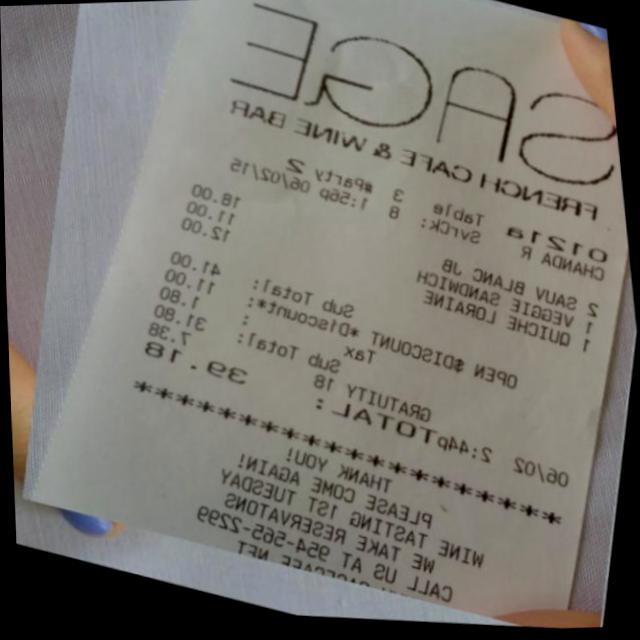 SAGE
FRENCH CAFE & WINE BAR
0121a Table 3 #Party 2
CHANDA R SvrCk: 8 1:56p 06/02/15
2 SAUV BLANC JB 18.00
1 VEGGIE SANDWICH 11.00
1 QUICHE LORAINE 12.00
Sub Total: 41.00
OPEN $DISCOUNT *Discount*: 11.00
Tax : 1.80
Sub Total: 31.80
GRATUITY 18 7.38
06/02 2:44pTOTAL: 39.18
THANK YOU!
PLEASE COME AGAIN!
WINE TASTING 1ST TUESDAY
WE TAKE RESERVATONS
CALL US AT 954-565-2299